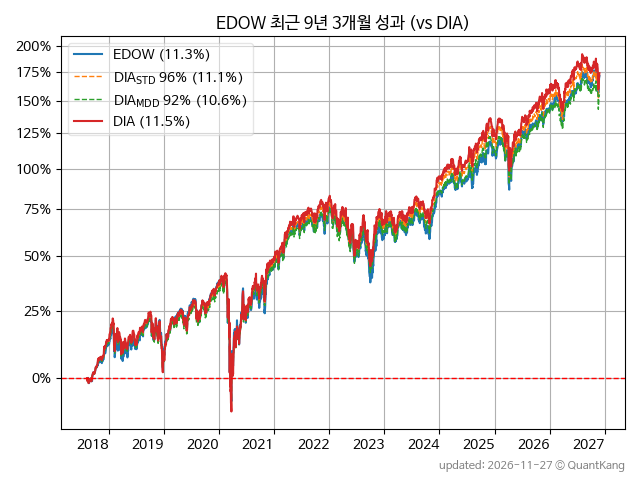 EDOW 최근 9년 3개월 성과 (vs DIA)
200%
175%
150%
125%
100%
75%
50%
25%
0%
EDOW (11.3%)
DIA_STD 96% (11.1%)
DIA_MDD 92% (10.6%)
DIA (11.5%)
2018 2019 2020 2021 2022 2023 2024 2025 2026 2027
updated: 2026-11-27 © QuantKang